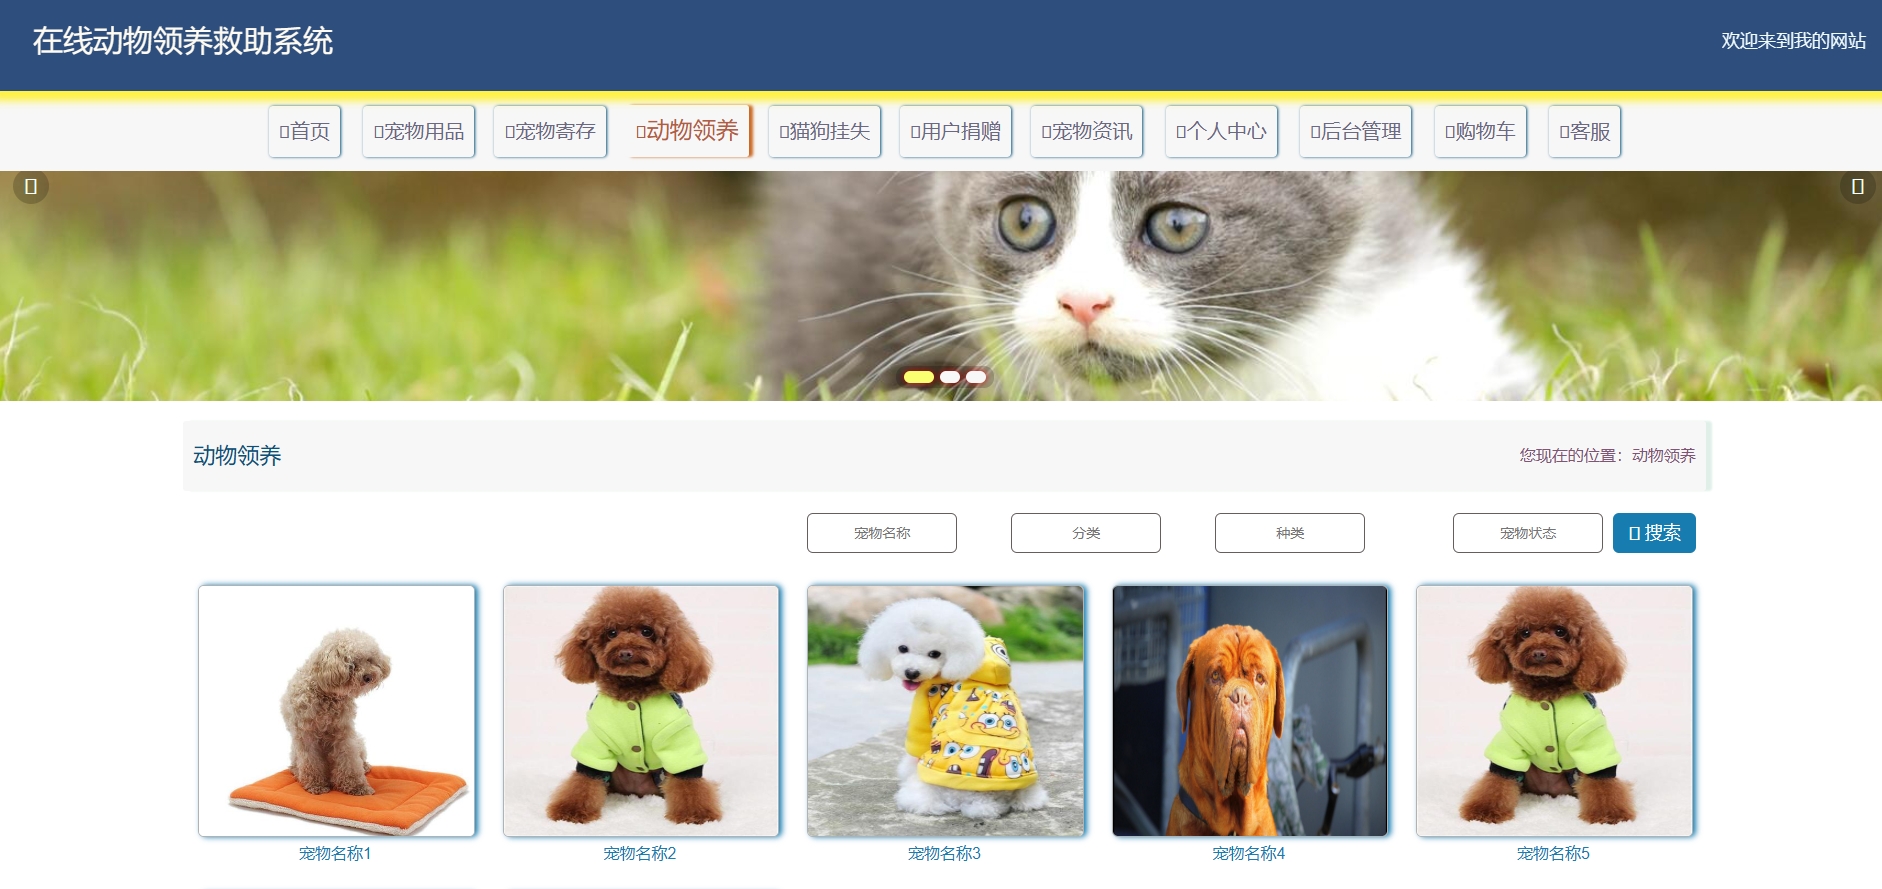 在线动物领养救助系统
欢迎来到我的网站
首页 宠物用品 宠物寄存 动物领养 猫狗挂失 用户捐赠 宠物资讯 个人中心 后台管理 购物车 客服
动物领养
您现在的位置：动物领养
宠物名称 分类 种类 宠物状态 搜索
宠物名称1 宠物名称2 宠物名称3 宠物名称4 宠物名称5